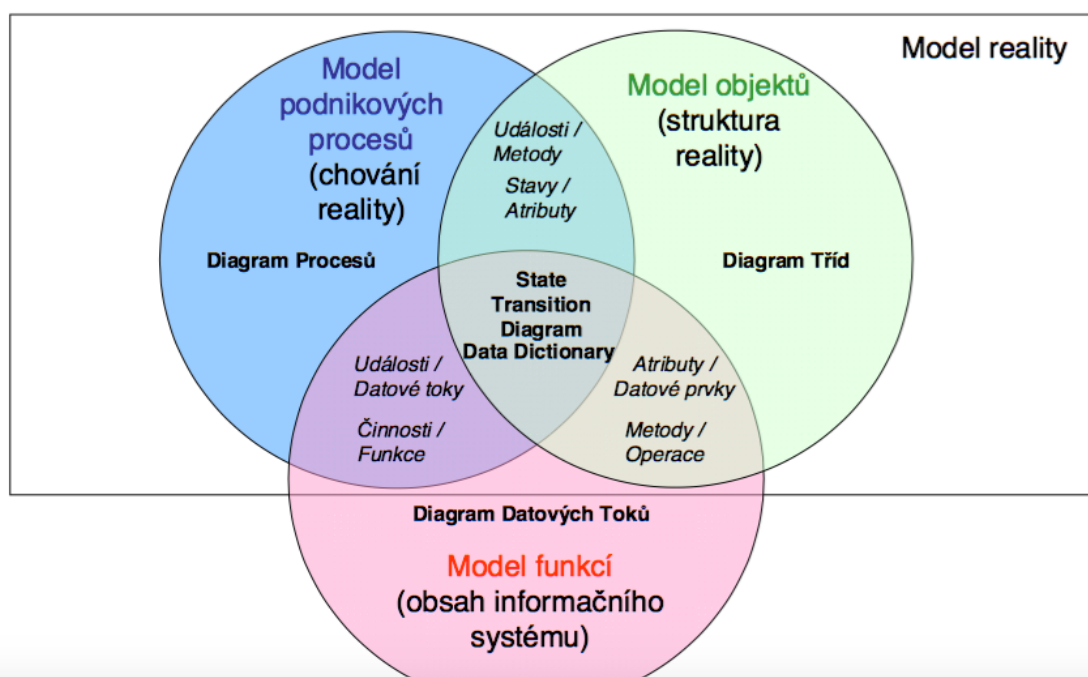 Model reality
Model
podnikových
procesů
(chování
reality)
Model objektů
(struktura
reality)
Události /
Metody
Stavy /
Atributy
Diagram Procesů
Diagram Tříd
State
Transition
Diagram
Data Dictionary
Události /
Datové toky
Činnosti /
Funkce
Atributy /
Datové prvky
Metody /
Operace
Diagram Datových Toků
Model funkcí
(obsah informačního
systému)